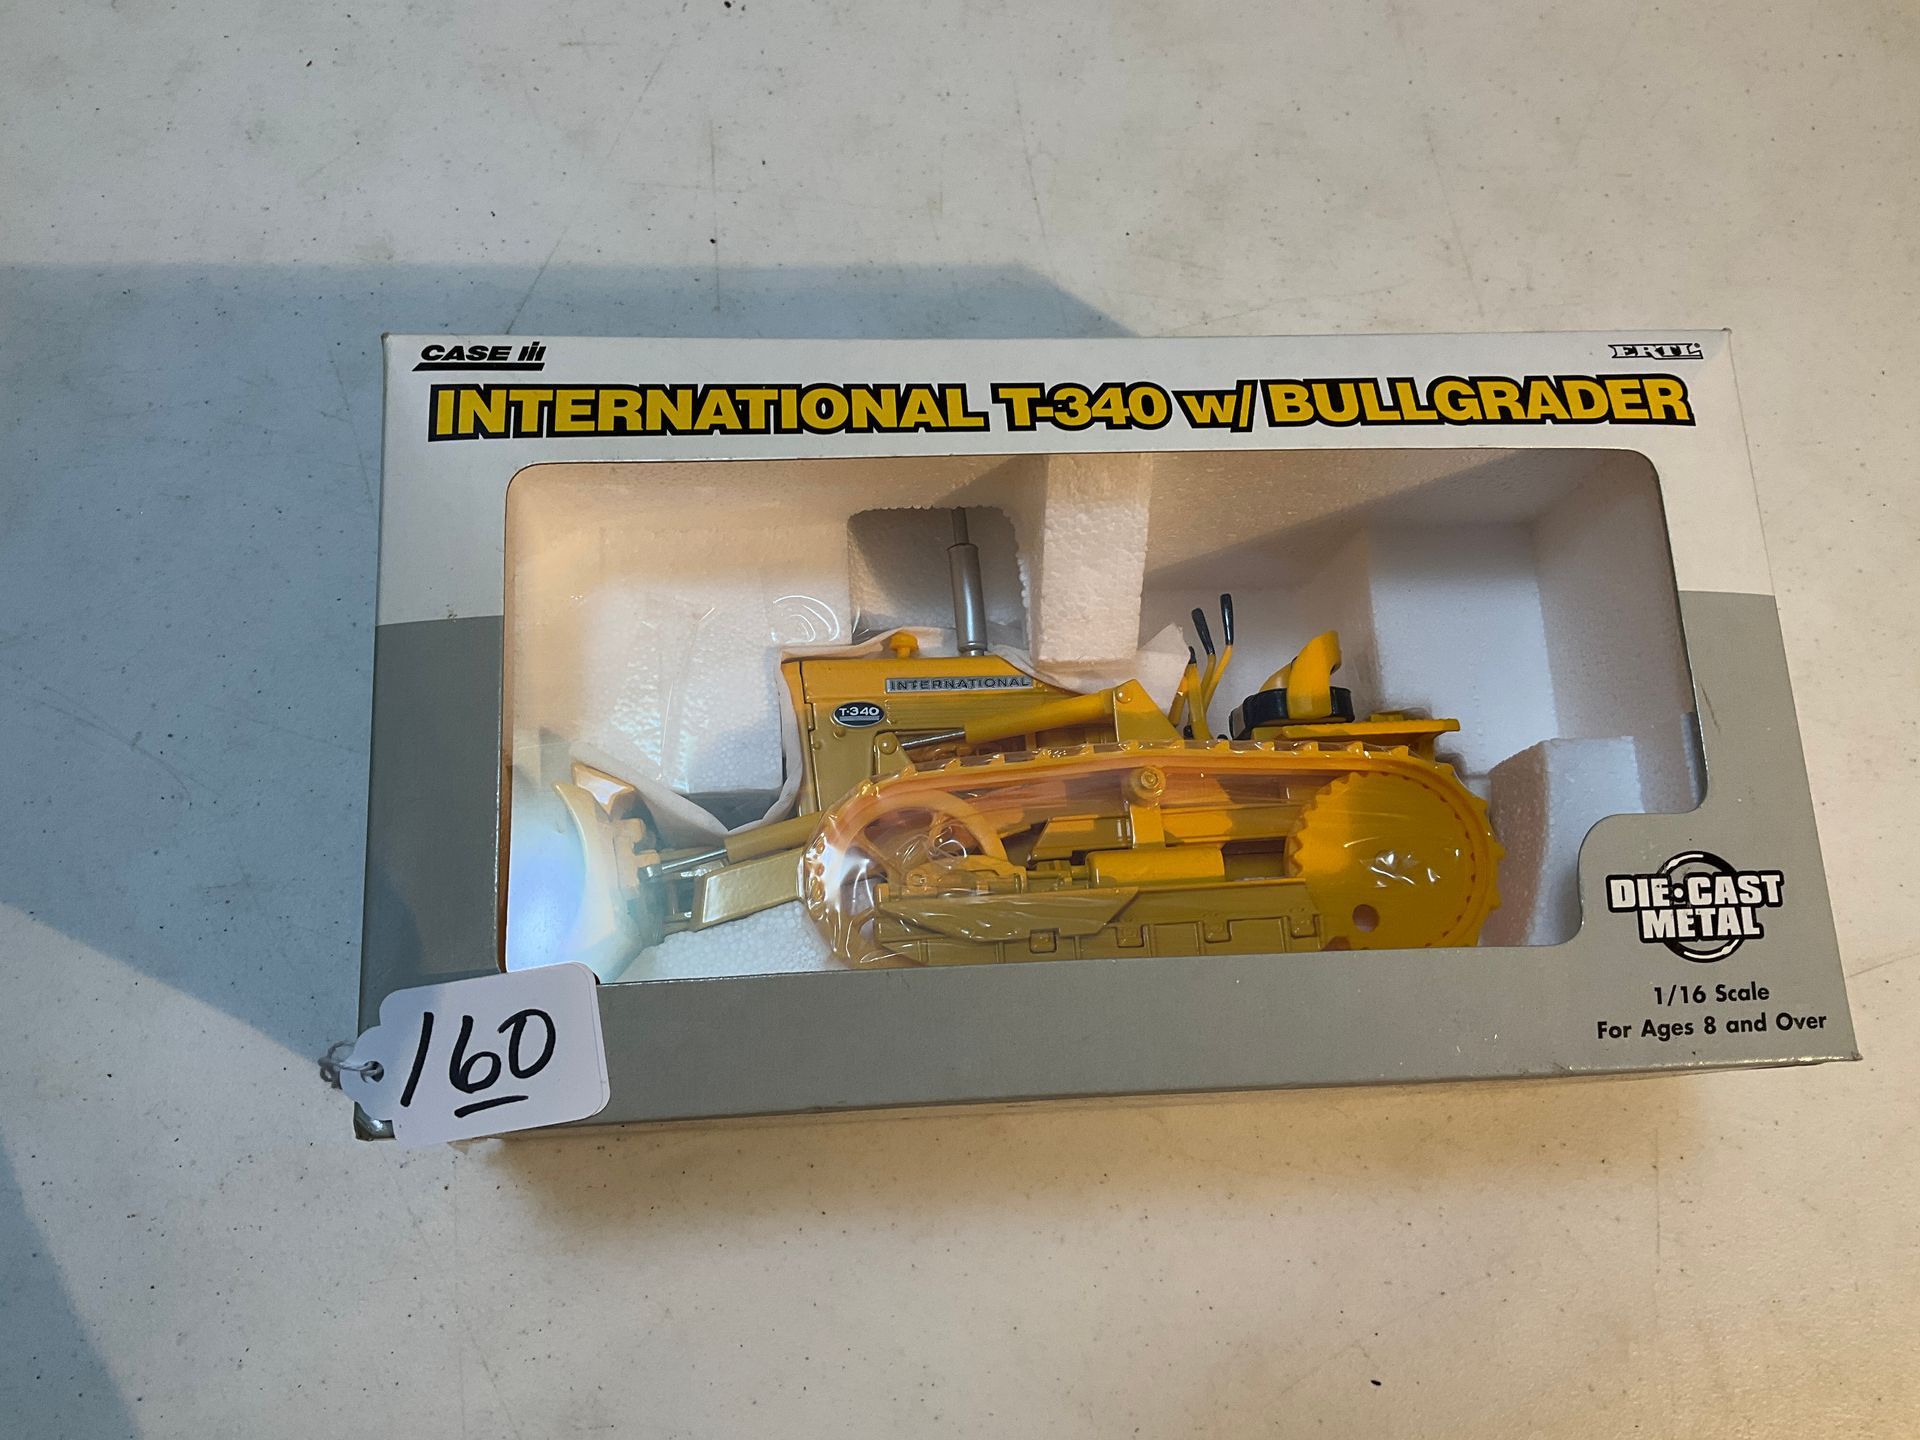 CASE IH
ERTL
INTERNATIONAL T-340 w/ BULLGRADER
INTERNATIONAL
T-340
DIE•CAST
METAL
1/16 Scale
For Ages 8 and Over
160